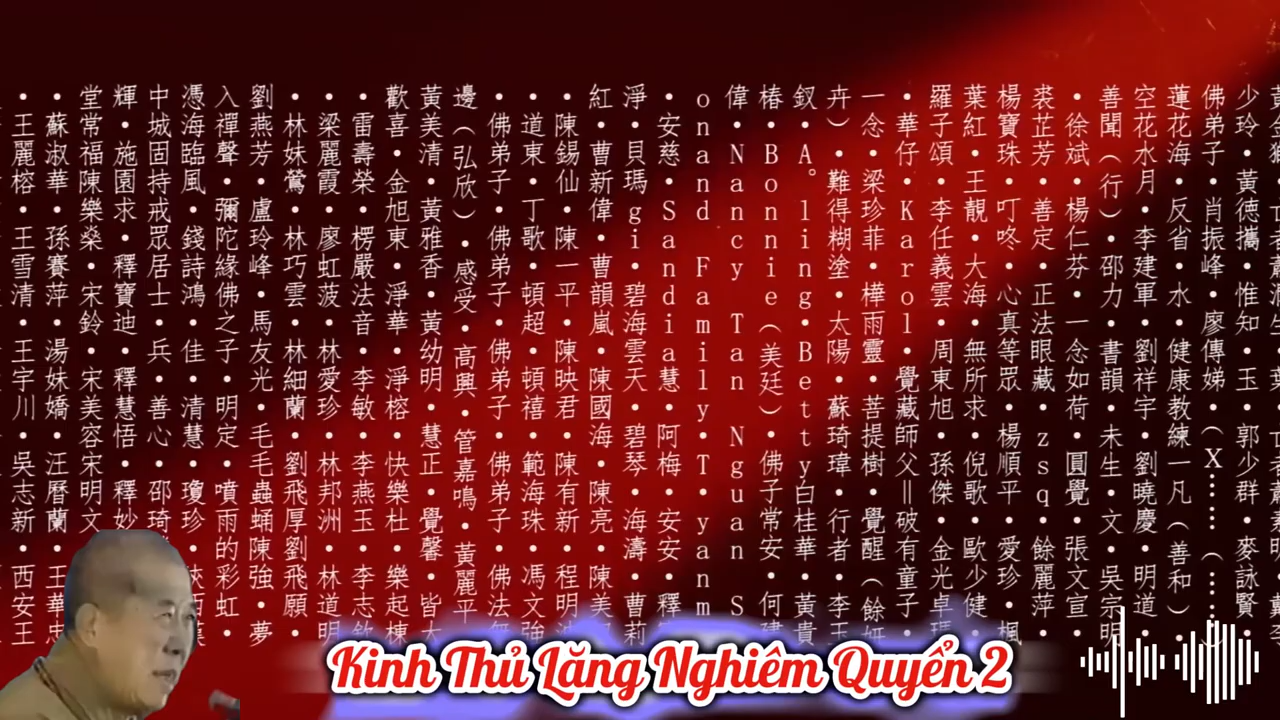 少玲・黃德攜・惟知・玉・郭少群・麥詠賢・
佛弟子・肖振峰・廖傳娣・(X……(……
蓮花海・反省・水・健康教練一凡(善和)・
空花水月・李建軍・劉祥宇・劉曉慶・明道・
善聞(行)・邵力・書韻・未生・文・吳宗明
・徐斌・楊仁芬・一念如荷・圓覺・張文宣・
裘芷芳・善定・正法眼藏・zsq・餘麗萍・
楊寶珠・叮咚・心真等眾・楊順平・愛珍・楓
葉紅・王靚・大海・無所求・倪歌・歐少健・
羅子頌・李任義雲・周東旭・孫傑・金光卓瑪
・華仔・Karol・覺藏師父=破有童子・
一念・梁珍菲・樺雨靈・菩提樹・覺醒(餘妍
卉)・難得糊塗・太陽・蘇琦瑋・行者・李玉
釵・A。ling・Betty白桂華・黃貴
椿・Bonnie(美廷)・佛子常安・何建
偉・Nancy Tan Nguan S
onand Family・T・yanm
・安慈・Sandia慧・阿梅・安安・釋
淨・貝瑪gi・碧海雲天・碧琴・海濤・曹莉
紅・曹新偉・曹韻嵐・陳國海・陳亮・陳美
・陳錫仙・陳一平・陳映君・陳有新・程明
・道東・丁歌・頓超・頓禧・範海珠・馮文強
・佛弟子・佛弟子・佛弟子・佛弟子・佛法無
邊(弘欣)・感受・高興・管嘉鳴・黃麗平
黃美清・黃雅香・黃幼明・慧正・覺馨・皆大
歡喜・金旭東・淨華・淨榕・快樂杜・樂起棟
・雷壽榮・楞嚴法音・李敏・李燕玉・李志
・梁麗霞・廖虹菠・林愛珍・林邦洲・林道明
・林妹鶯・林巧雲・林細蘭・劉飛厚劉飛願・
劉燕芳・盧玲峰・馬友光・毛毛蟲蛹陳強・夢
入禪聲・彌陀緣佛之子・明定・噴雨的彩虹・
憑海臨風・錢詩鴻・佳・清慧・瓊珍・
中城固持戒眾居士・兵・善心・邵琦
輝・施園求・釋寶迪・釋慧悟・釋妙
堂常福陳樂燊・宋鈴・宋美容宋明文
・蘇淑華・孫賽萍・湯妹嬌・汪曆蘭・王華忠
・王麗榕・王雪清・王宇川・吳志新・西安王
Kinh Thủ Lăng Nghiêm Quyển 2